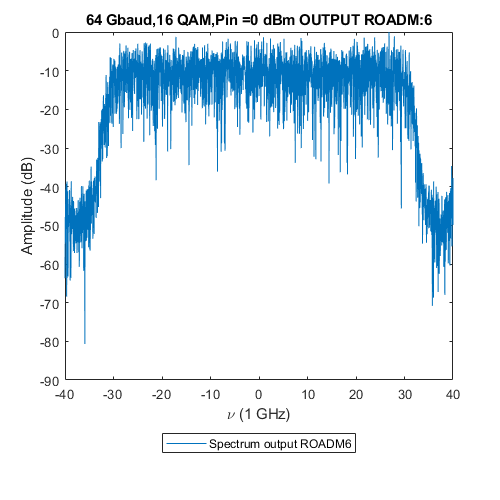 64 Gbaud,16 QAM,Pin =0 dBm OUTPUT ROADM:6
0
-10
-20
-30
-40
-50
-60
-70
-80
-90
Amplitude (dB)
-40 -30 -20 -10 0 10 20 30 40
ν (1 GHz)
Spectrum output ROADM6